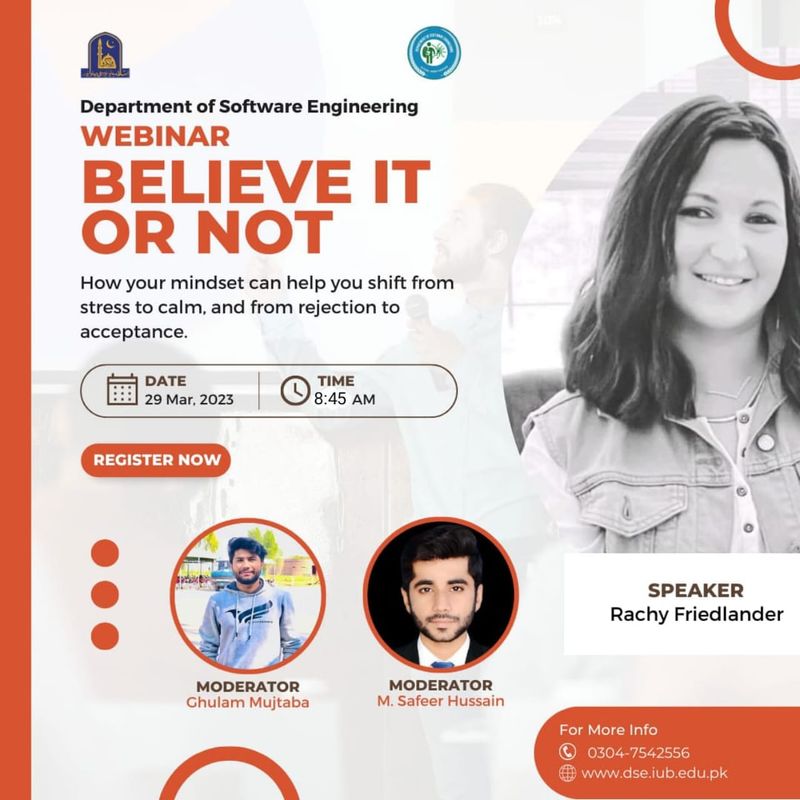 Department of Software Engineering
WEBINAR
BELIEVE IT
OR NOT
How your mindset can help you shift from
stress to calm, and from rejection to
acceptance.
DATE
29 Mar, 2023
TIME
8:45 AM
REGISTER NOW
MODERATOR
Ghulam Mujtaba
MODERATOR
M. Safeer Hussain
SPEAKER
Rachy Friedlander
For More Info
0304-7542556
www.dse.iub.edu.pk